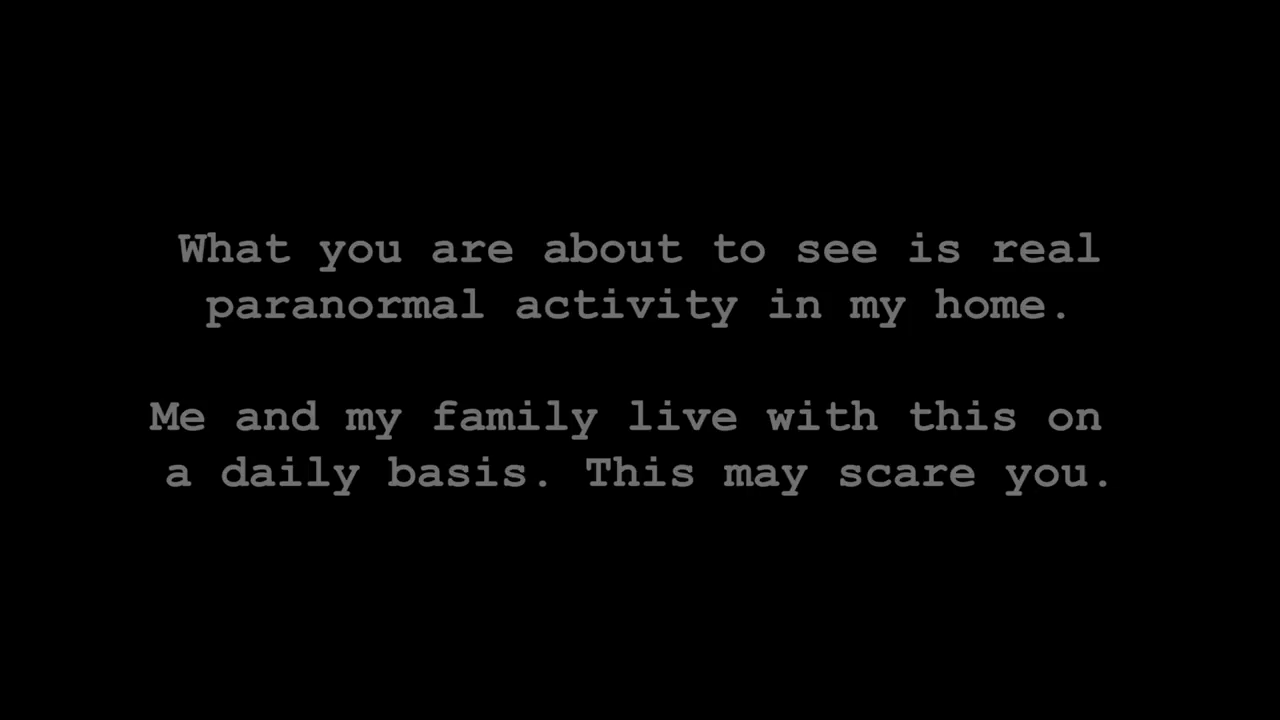 What you are about to see is real
paranormal activity in my home.
Me and my family live with this on
a daily basis. This may scare you.